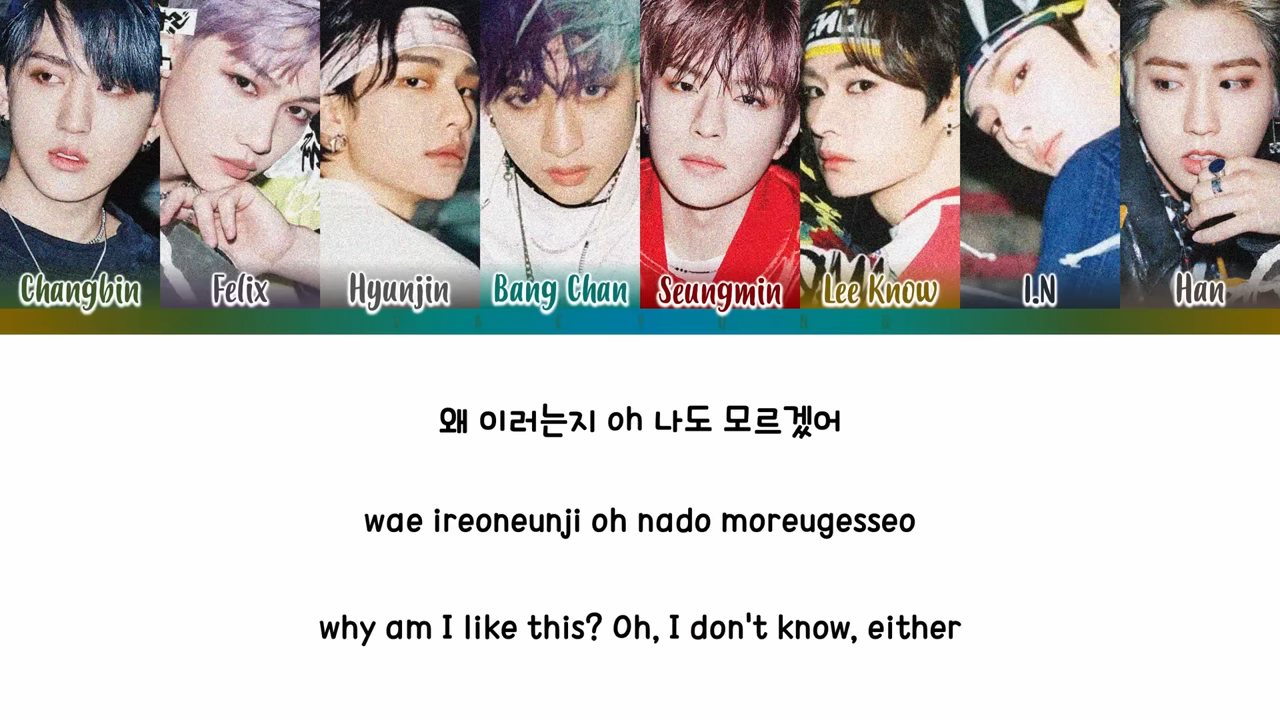 Changbin Felix Hyunjin Bang Chan Seungmin Lee Know I.N Han
왜 이러는지 oh 나도 모르겠어
wae ireoneunji oh nado moreugesseo
why am I like this? Oh, I don't know, either